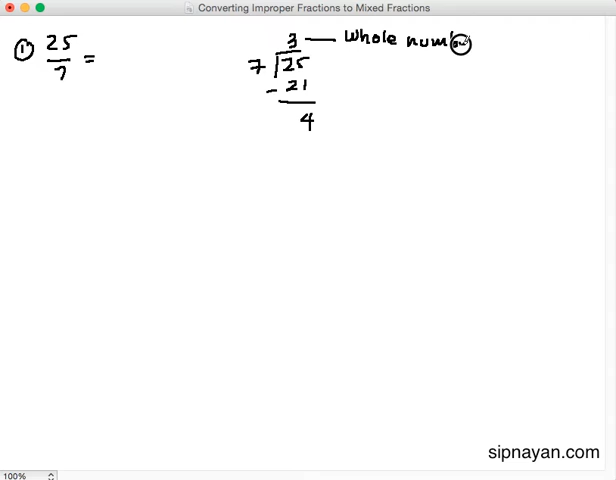 Converting Improper Fractions to Mixed Fractions
① 25
7 =
3 — Whole num
7 25
- 21
4
sipnayan.com
100%